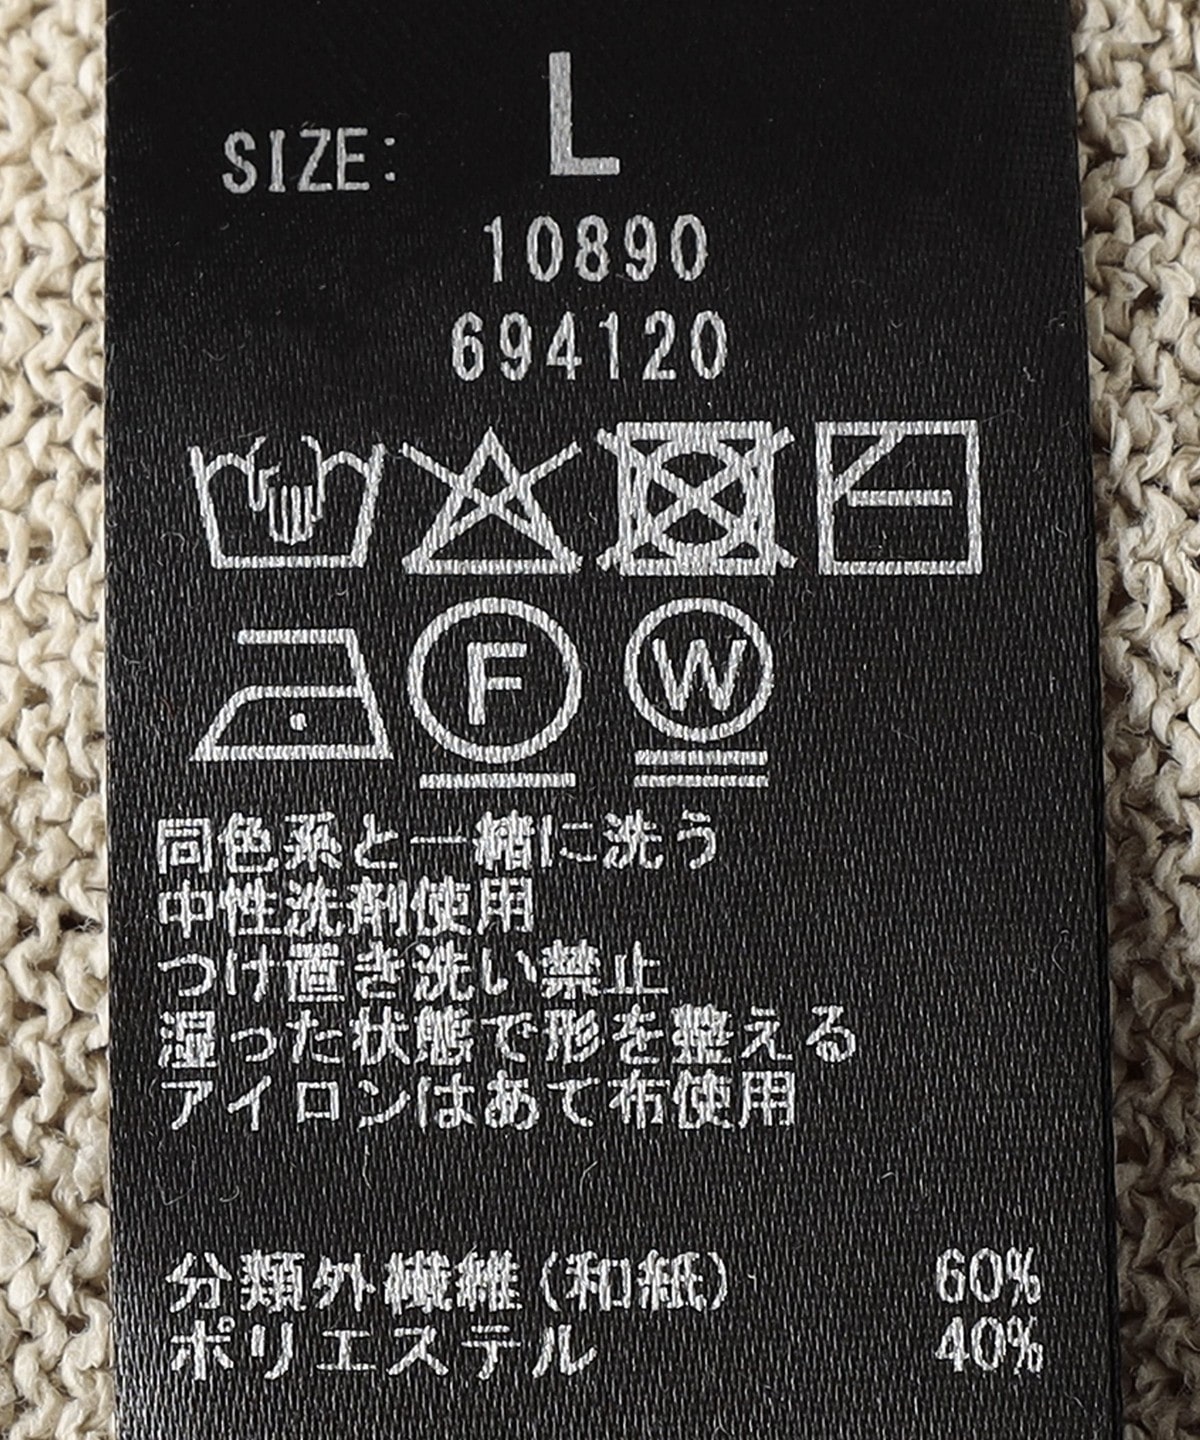 SIZE: L
10890
694120
F W
同色系と一緒に洗う
中性洗剤使用
つけ置き洗い禁止
湿った状態で形を整える
アイロンはあて布使用
分類外繊維(和紙) 60%
ポリエステル 40%